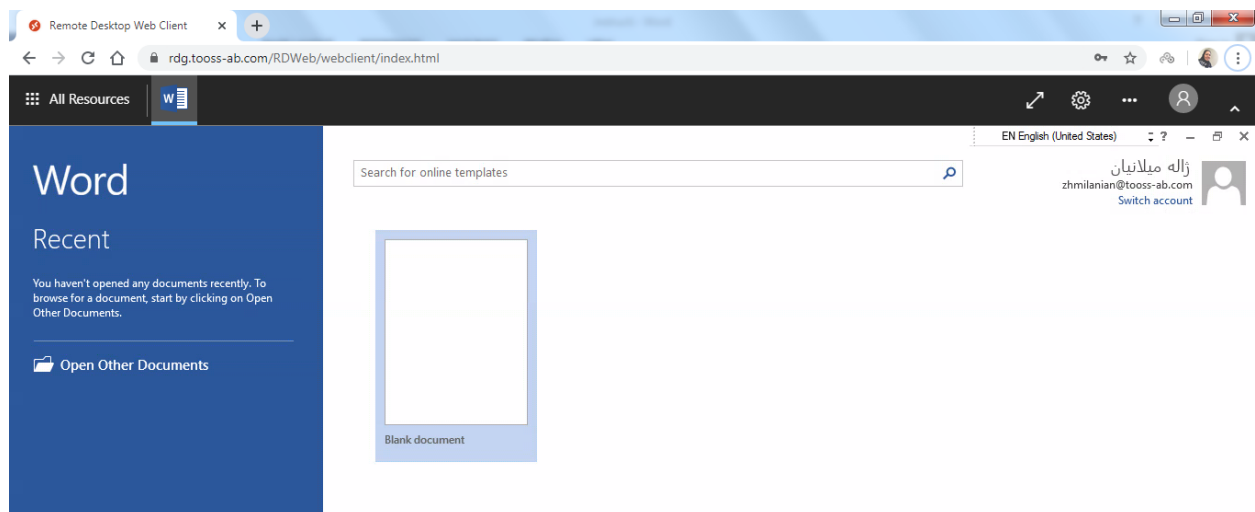 Remote Desktop Web Client
rdg.tooss-ab.com/RDWeb/webclient/index.html
All Resources
EN English (United States)
Word
Search for online templates
ژاله میلانیان
zhmilanian@tooss-ab.com
Switch account
Recent
You haven't opened any documents recently. To
browse for a document, start by clicking on Open
Other Documents.
Open Other Documents
Blank document